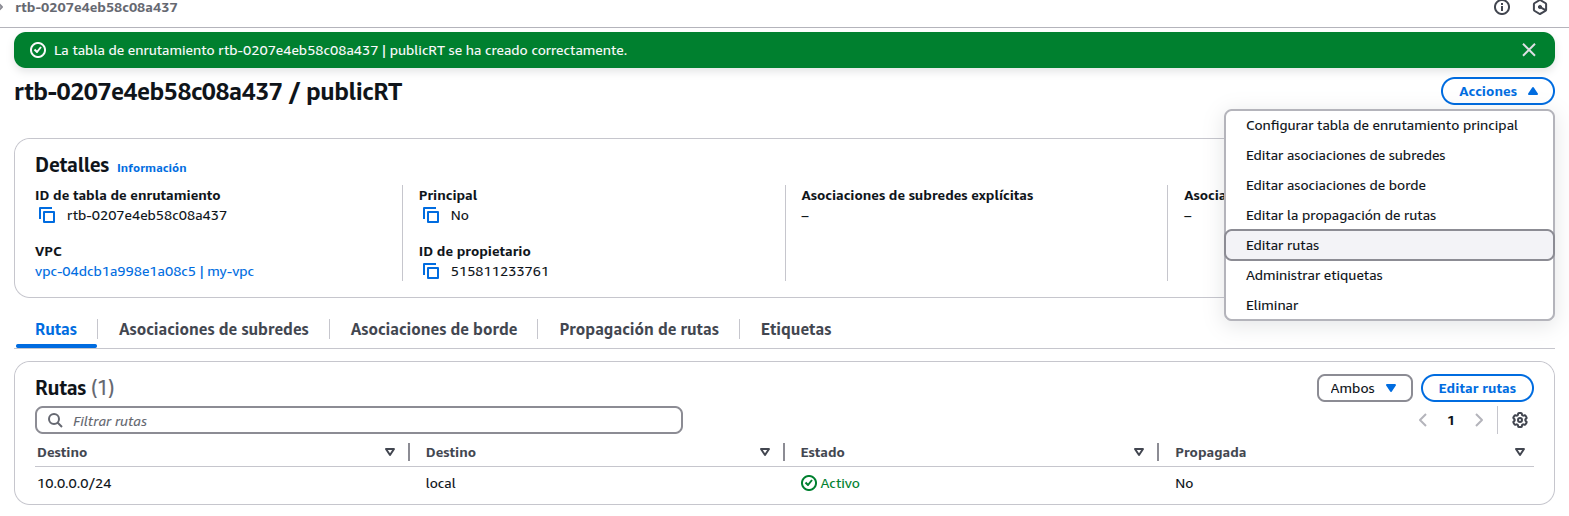 rtb-0207e4eb58c08a437
La tabla de enrutamiento rtb-0207e4eb58c08a437 | publicRT se ha creado correctamente.
rtb-0207e4eb58c08a437 / publicRT
Acciones
Configurar tabla de enrutamiento principal
Editar asociaciones de subredes
Editar asociaciones de borde
Editar la propagación de rutas
Editar rutas
Administrar etiquetas
Eliminar
Detalles Información
ID de tabla de enrutamiento
rtb-0207e4eb58c08a437
Principal
No
Asociaciones de subredes explícitas
–
Asocia
–
VPC
vpc-04dcb1a998e1a08c5 | my-vpc
ID de propietario
515811233761
Rutas Asociaciones de subredes Asociaciones de borde Propagación de rutas Etiquetas
Rutas (1)
Ambos Editar rutas
Filtrar rutas
1
Destino Destino Estado Propagada
10.0.0.0/24 local Activo No